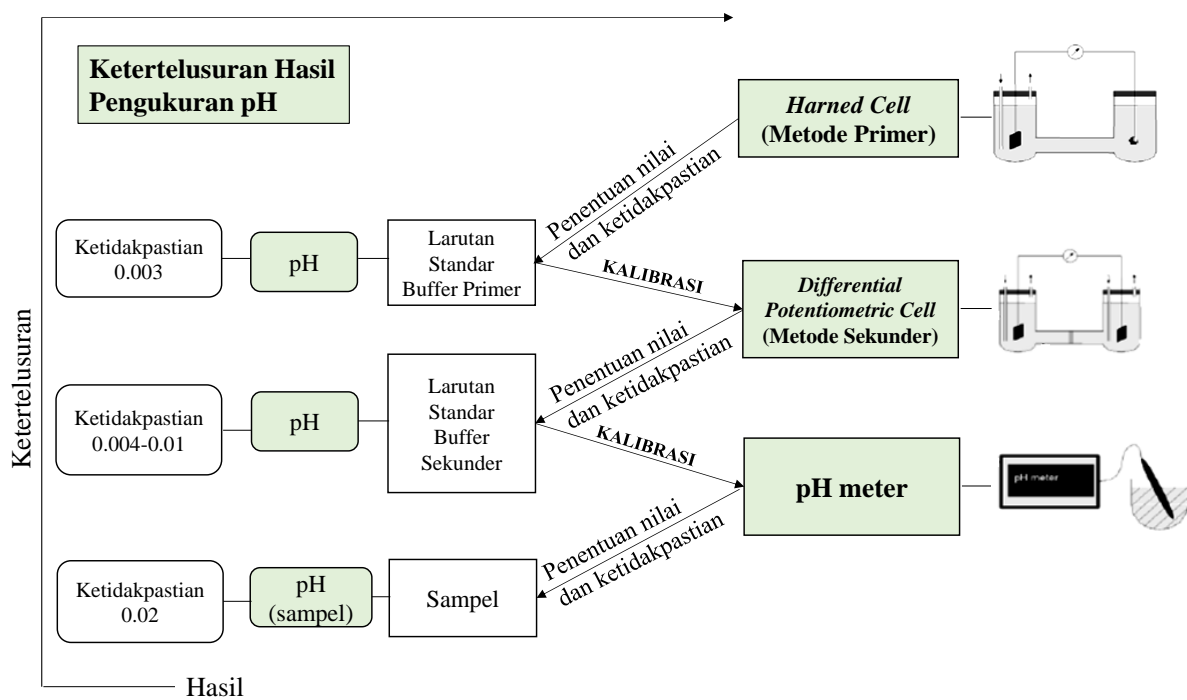 Ketertelusuran Hasil
Pengukuran pH
Harned Cell
(Metode Primer)
Penentuan nilai
dan ketidakpastian
Ketidakpastian
0.003
pH
Larutan
Standar
Buffer Primer
KALIBRASI
Differential
Potentiometric Cell
(Metode Sekunder)
Penentuan nilai
dan ketidakpastian
Ketidakpastian
0.004-0.01
pH
Larutan
Standar
Buffer
Sekunder
KALIBRASI
pH meter
pH meter
Penentuan nilai
dan ketidakpastian
Ketidakpastian
0.02
pH
(sampel)
Sampel
Ketertelusuran
Hasil